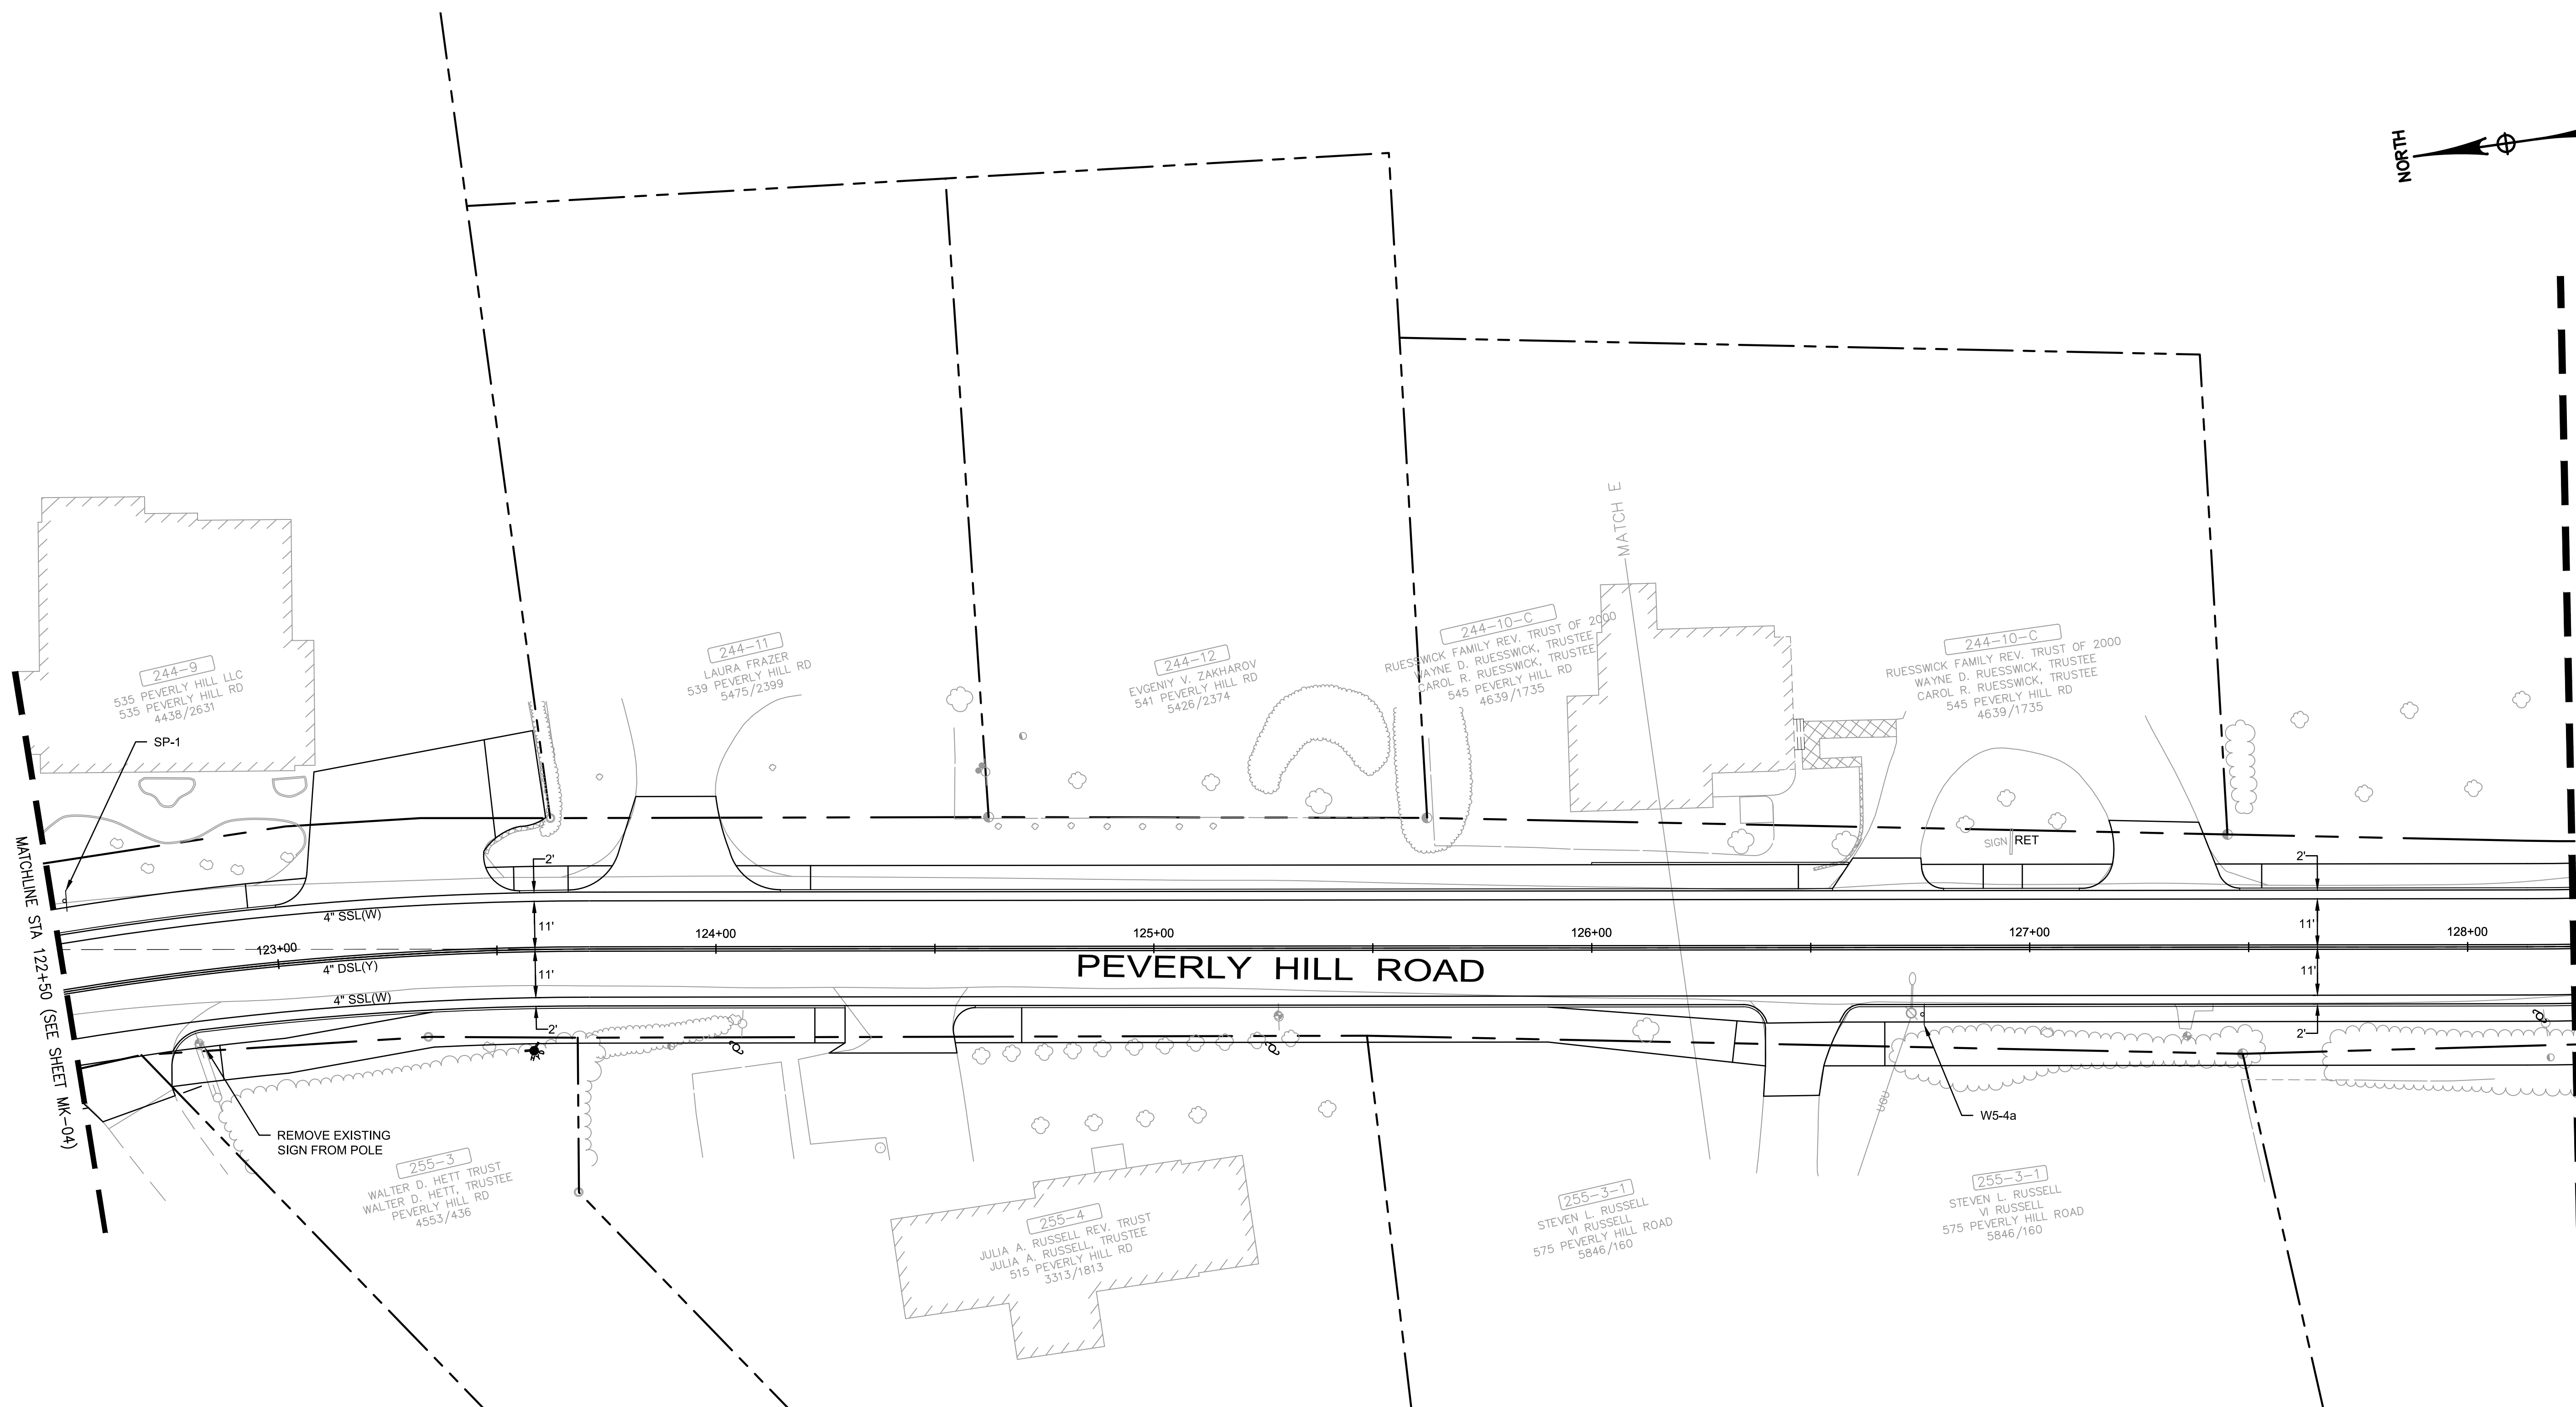 NORTH
MATCH E
244-9
535 PEVERLY HILL LLC
535 PEVERLY HILL RD
4438/2631
244-11
LAURA FRAZER
539 PEVERLY HILL RD
5475/2399
244-12
EVGENIY V. ZAKHAROV
541 PEVERLY HILL RD
5426/2374
244-10-C
RUESSWICK FAMILY REV. TRUST OF 2000
WAYNE D. RUESSWICK, TRUSTEE
CAROL R. RUESSWICK, TRUSTEE
545 PEVERLY HILL RD
4639/1735
244-10-C
RUESSWICK FAMILY REV. TRUST OF 2000
WAYNE D. RUESSWICK, TRUSTEE
CAROL R. RUESSWICK, TRUSTEE
545 PEVERLY HILL RD
4639/1735
SP-1
SIGN RET
2'
2'
4" SSL(W)
11'
11'
123+00
124+00
125+00
126+00
127+00
128+00
4" DSL(Y)
11'
11'
PEVERLY HILL ROAD
4" SSL(W)
2'
2'
MATCHLINE STA 122+50 (SEE SHEET MK-04)
REMOVE EXISTING
SIGN FROM POLE
UGU
W5-4a
255-3
WALTER D. HETT TRUST
WALTER D. HETT, TRUSTEE
PEVERLY HILL RD
4553/436
255-4
JULIA A. RUSSELL REV. TRUST
JULIA A. RUSSELL, TRUSTEE
515 PEVERLY HILL RD
3313/1813
255-3-1
STEVEN L. RUSSELL
VI RUSSELL
575 PEVERLY HILL ROAD
5846/160
255-3-1
STEVEN L. RUSSELL
VI RUSSELL
575 PEVERLY HILL ROAD
5846/160